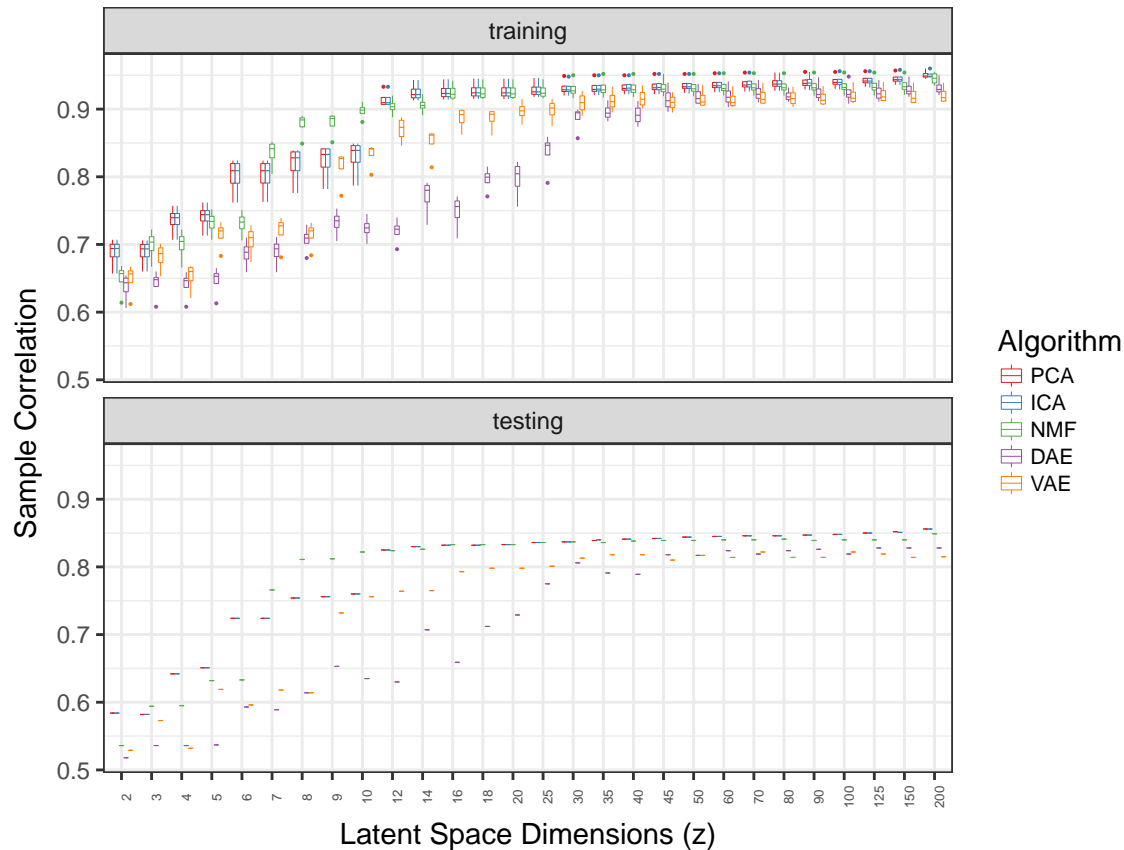 training
0.9
0.8
0.7
0.6
0.5
testing
0.9
0.8
0.7
0.6
0.5
Sample Correlation
2 3 4 5 6 7 8 9 10 12 14 16 18 20 25 30 35 40 45 50 60 70 80 90 100 125 150 200
Latent Space Dimensions (z)
Algorithm
PCA
ICA
NMF
DAE
VAE